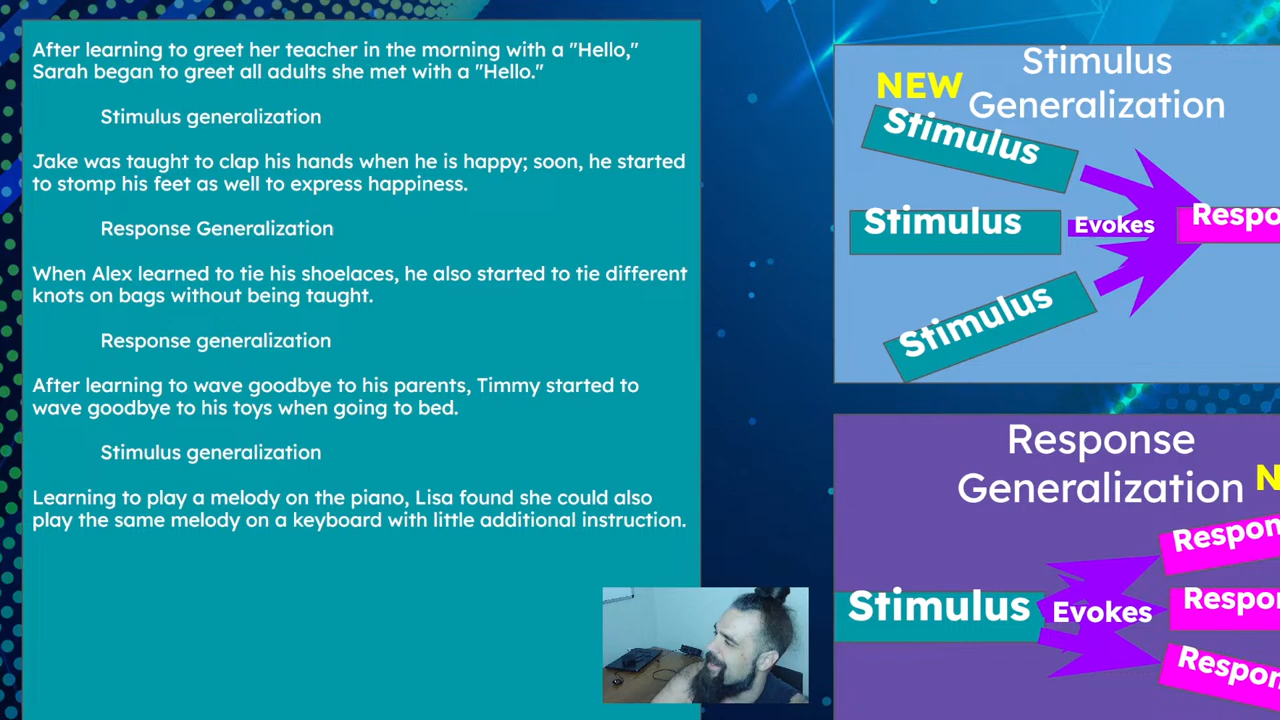 After learning to greet her teacher in the morning with a "Hello,"
Sarah began to greet all adults she met with a "Hello."
Stimulus generalization
Jake was taught to clap his hands when he is happy; soon, he started
to stomp his feet as well to express happiness.
Response Generalization
When Alex learned to tie his shoelaces, he also started to tie different
knots on bags without being taught.
Response generalization
After learning to wave goodbye to his parents, Timmy started to
wave goodbye to his toys when going to bed.
Stimulus generalization
Learning to play a melody on the piano, Lisa found she could also
play the same melody on a keyboard with little additional instruction.
Stimulus
Generalization
NEW
Stimulus
Stimulus
Evokes
Respo
Stimulus
Response
Generalization
N
Respon
Stimulus
Evokes
Respo
Respon